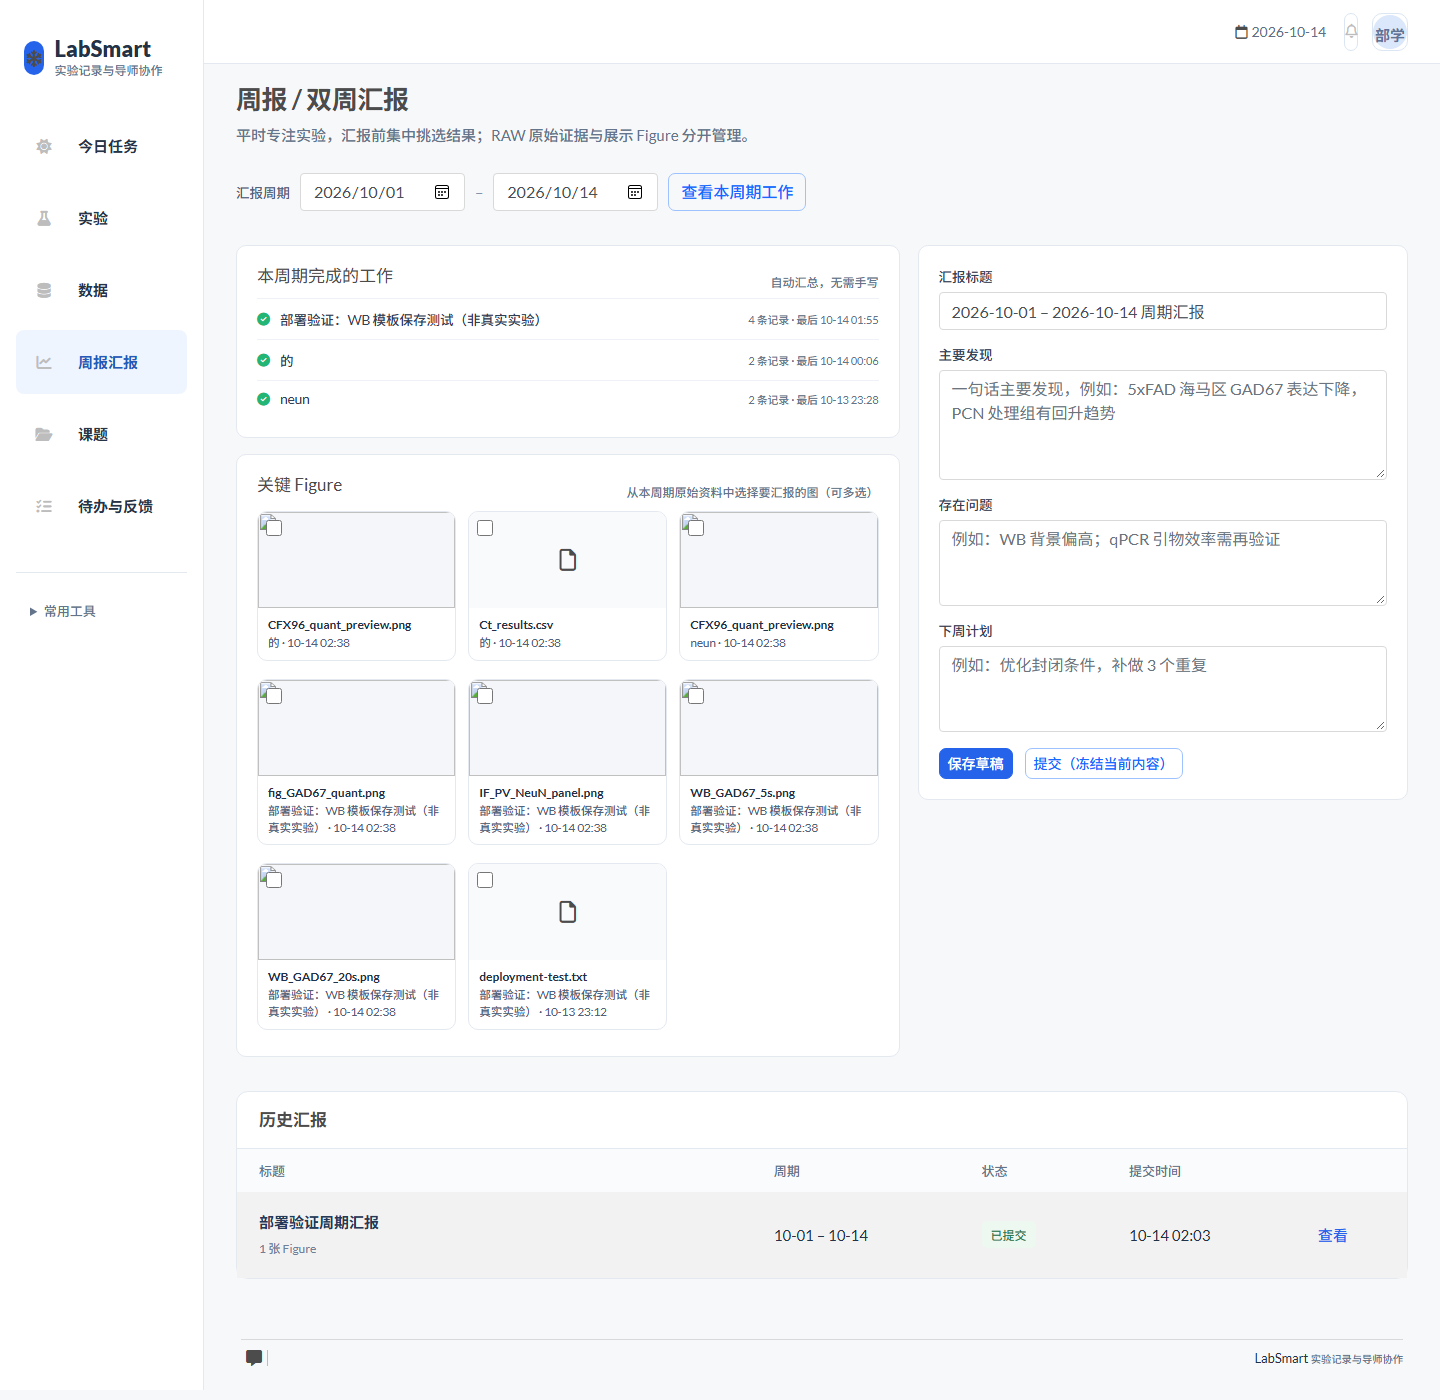 LabSmart
实验记录与导师协作
今日任务
实验
数据
周报汇报
课题
待办与反馈
常用工具
2026-10-14
部学
周报 / 双周汇报
平时专注实验，汇报前集中挑选结果；RAW 原始证据与展示 Figure 分开管理。
汇报周期 2026/10/01 – 2026/10/14 查看本周期工作
本周期完成的工作 自动汇总，无需手写
部署验证：WB 模板保存测试（非真实实验） 4 条记录 · 最后 10-14 01:55
的 2 条记录 · 最后 10-14 00:06
neun 2 条记录 · 最后 10-13 23:28
关键 Figure 从本周期原始资料中选择要汇报的图（可多选）
CFX96_quant_preview.png
的 · 10-14 02:38
Ct_results.csv
的 · 10-14 02:38
CFX96_quant_preview.png
neun · 10-14 02:38
fig_GAD67_quant.png
部署验证：WB 模板保存测试（非
真实实验） · 10-14 02:38
IF_PV_NeuN_panel.png
部署验证：WB 模板保存测试（非
真实实验） · 10-14 02:38
WB_GAD67_5s.png
部署验证：WB 模板保存测试（非
真实实验） · 10-14 02:38
WB_GAD67_20s.png
部署验证：WB 模板保存测试（非
真实实验） · 10-14 02:38
deployment-test.txt
部署验证：WB 模板保存测试（非
真实实验） · 10-13 23:12
汇报标题
2026-10-01 – 2026-10-14 周期汇报
主要发现
一句话主要发现，例如：5xFAD 海马区 GAD67 表达下降，
PCN 处理组有回升趋势
存在问题
例如：WB 背景偏高；qPCR 引物效率需再验证
下周计划
例如：优化封闭条件，补做 3 个重复
保存草稿 提交（冻结当前内容）
历史汇报
标题 周期 状态 提交时间
部署验证周期汇报
1 张 Figure
10-01 – 10-14 已提交 10-14 02:03 查看
LabSmart 实验记录与导师协作